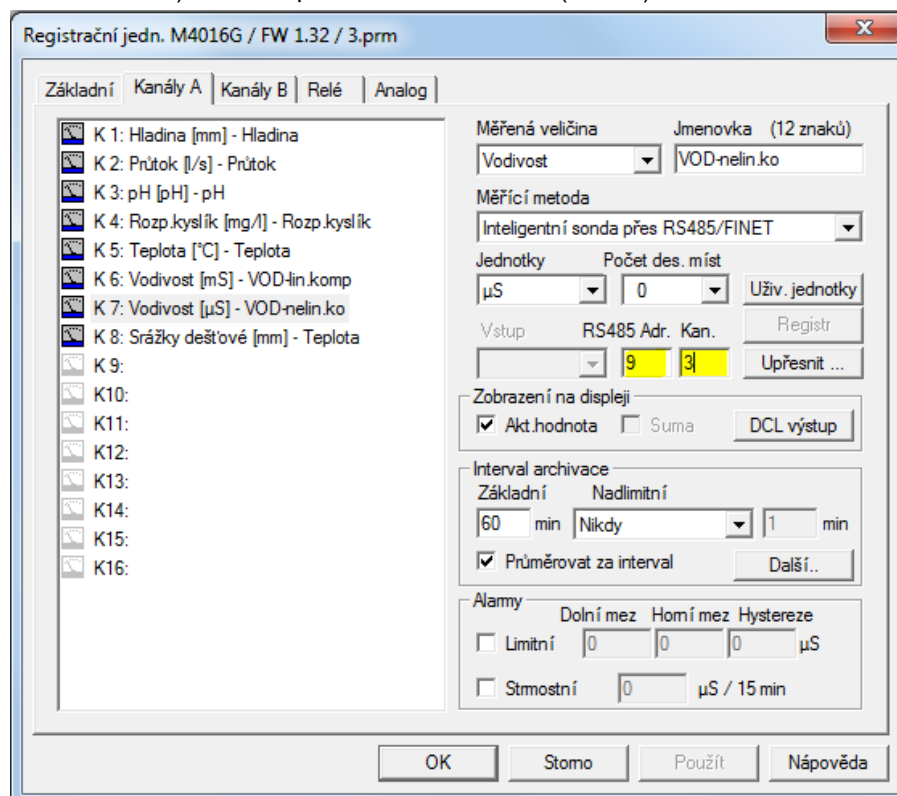 Registrační jedn. M4016G / FW 1.32 / 3.prm
X
Základní Kanály A Kanály B Relé Analog
K 1: Hladina [mm] - Hladina
K 2: Průtok [l/s] - Průtok
K 3: pH [pH] - pH
K 4: Rozp.kyslík [mg/l] - Rozp.kyslík
K 5: Teplota [°C] - Teplota
K 6: Vodivost [mS] - VOD-lin.komp
K 7: Vodivost [µS] - VOD-nelin.ko
K 8: Srážky dešťové [mm] - Teplota
K 9:
K10:
K11:
K12:
K13:
K14:
K15:
K16:
Měřená veličina Jmenovka (12 znaků)
Vodivost VOD-nelin.ko
Měřící metoda
Inteligentní sonda přes RS485/FINET
Jednotky Počet des. míst
µS 0 Uživ. jednotky
Vstup RS485 Adr. Kan. Registr
9 3 Upřesnit ...
Zobrazení na displeji
Akt.hodnota Suma DCL výstup
Interval archivace
Základní Nadlimitní
60 min Nikdy 1 min
Průměrovat za interval Další..
Alarmy
Dolní mez Horní mez Hystereze
Limitní 0 0 0 µS
Strmostní 0 µS / 15 min
OK Storno Použít Nápověda